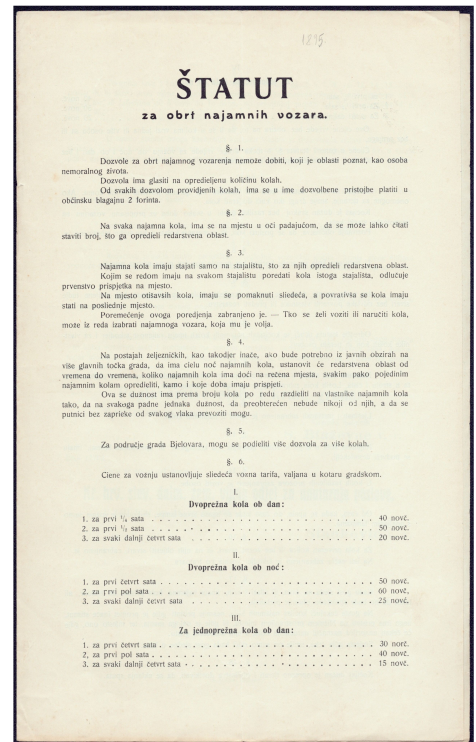 1895
ŠTATUT
za obrt najamnih vozara.
§. 1.
Dozvole za obrt najamnog vozarenja nemože dobiti, koji je oblasti poznat, kao osoba
nemoralnog života.
Dozvola ima glasiti na opredieljenu količinu kolah.
Od svakih dozvolom providjenih kolah, ima se u ime dozvolbene pristojbe platiti u
občinsku blagajnu 2 forinta.
§. 2.
Na svaka najamna kola, ima se na mjestu u oči padajućom, da se može lahko čitati
staviti broj, što ga opredieli redarstvena oblast.
§. 3.
Najamna kola imaju stajati samo na stajalištu, što za njih opredieli redarstvena oblast.
Kojim se redom imaju na svakom štajalištu poredati kola istoga stajališta, odlučuje
prvenstvo prispjetka na mjesto.
Na mjesto otišavsih kola, imaju se pomaknuti sliedeća, a povrativša se kola imaju
stati na posliednje mjesto.
Poremećenje ovoga poredjenja zabranjeno je. — Tko se želi voziti ili naručiti kola,
može iz reda izabrati najamnoga vozara, koja mu je volja.
§. 4.
Na postajah željezničkih, kao takodjer inače, ako bude potrebno iz javnih obzirah na
više glavnih točka grada, da ima cielu noć najamnih kola, ustanovit će redarstvena oblast od
vremena do vremena, koliko najamnih kola ima doći na rečena mjesta, svakim pako pojedinim
najamnim kolam opredieliti, kamo i koje doba imaju prispjeti.
Ova se dužnost ima prema broju kola po redu razdieliti na vlastnike najamnih kola
tako, da na svakoga padne jednaka dužnost, da preobterećen nebude nikoji od njih, a da se
putnici bez zaprieke od svakog vlaka prevoziti mogu.
§. 5.
Za područje grada Bjelovara, mogu se podieliti više dozvola za više kolah.
§. 6.
Ciene za vožnju ustanovljuje sliedeća vozna tarifa, valjana u kotaru gradskom.
I.
Dvoprežna kola ob dan:
1. za prvi ¼ sata . . . . . . . . . . 40 novč.
2. za prvi ½ sata . . . . . . . . . . 50 novč.
3. za svaki dalnji četvrt sata . . . . . . . . . . 20 novč.
II.
Dvoprežna kola ob noć:
1. za prvi četvrt sata . . . . . . . . . . 50 novč.
2. za prvi pol sata . . . . . . . . . . 60 novč,
3. za svaki dalnji četvrt sata . . . . . . . . . . 25 novč.
III.
Za jednoprežna kola ob dan:
1. za prvi četvrt sata . . . . . . . . . . 30 norč.
2, za prvi pol sata . . . . . . . . . . 40 novč.
3. za svaki dalnji četvrt sata . . . . . . . . . . 15 novč.